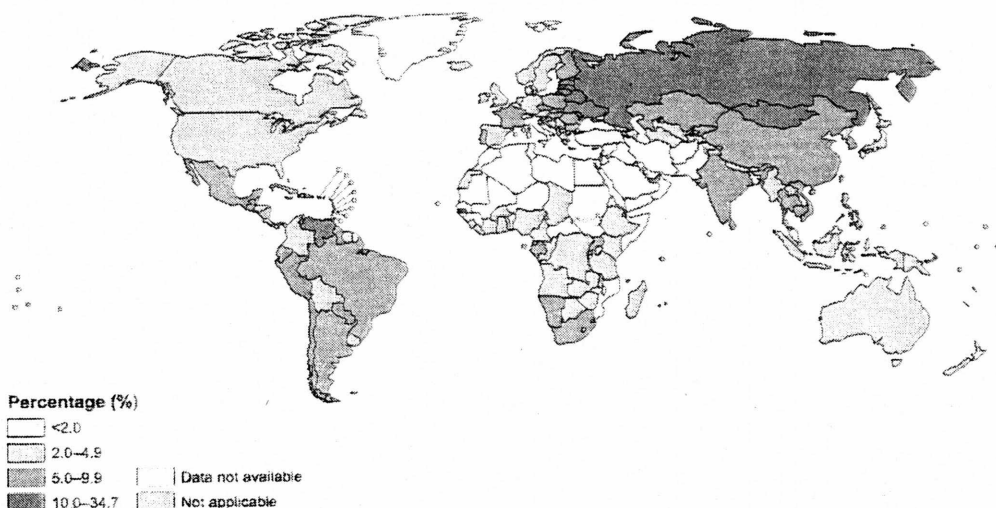 Percentage (%)
<2.0
2.0–4.9
5.0–9.9
10.0–34.7
Data not available
Not applicable